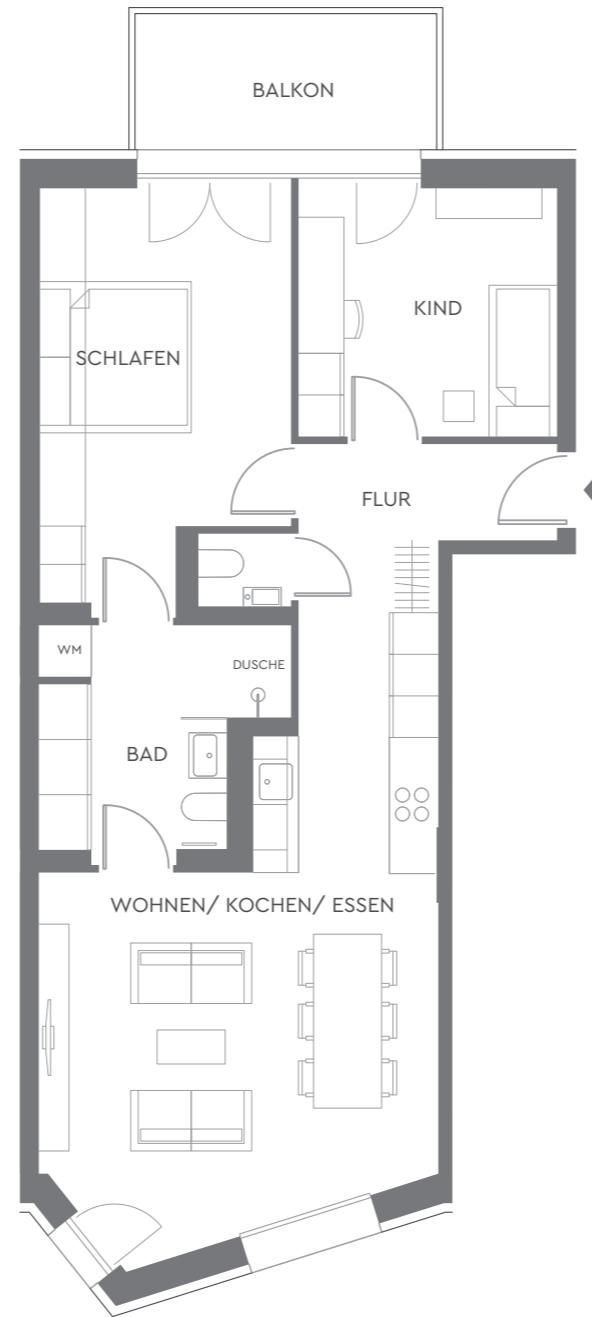 BALKON
KIND
SCHLAFEN
FLUR
WM
DUSCHE
BAD
WOHNEN/ KOCHEN/ ESSEN